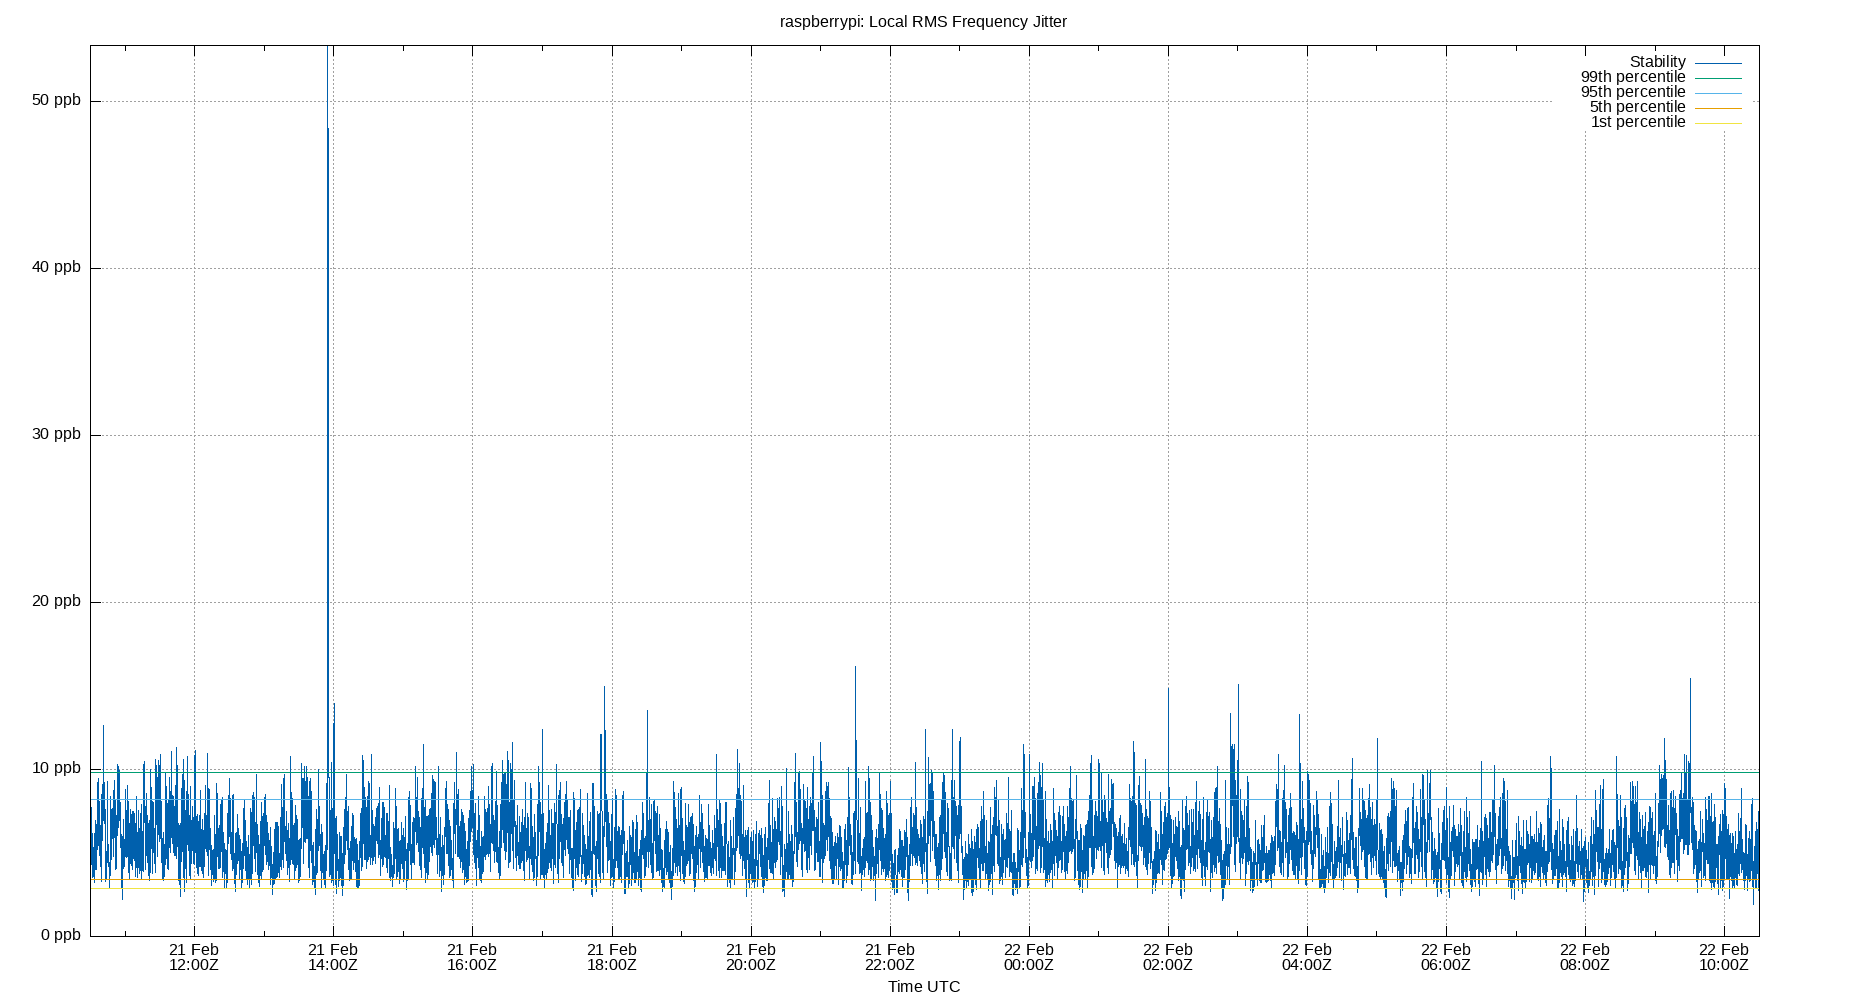 raspberrypi: Local RMS Frequency Jitter
Stability
99th percentile
95th percentile
5th percentile
1st percentile
50 ppb
40 ppb
30 ppb
20 ppb
10 ppb
0 ppb
21 Feb 21 Feb 21 Feb 21 Feb 21 Feb 21 Feb 22 Feb 22 Feb 22 Feb 22 Feb 22 Feb 22 Feb
12:00Z 14:00Z 16:00Z 18:00Z 20:00Z 22:00Z 00:00Z 02:00Z 04:00Z 06:00Z 08:00Z 10:00Z
Time UTC